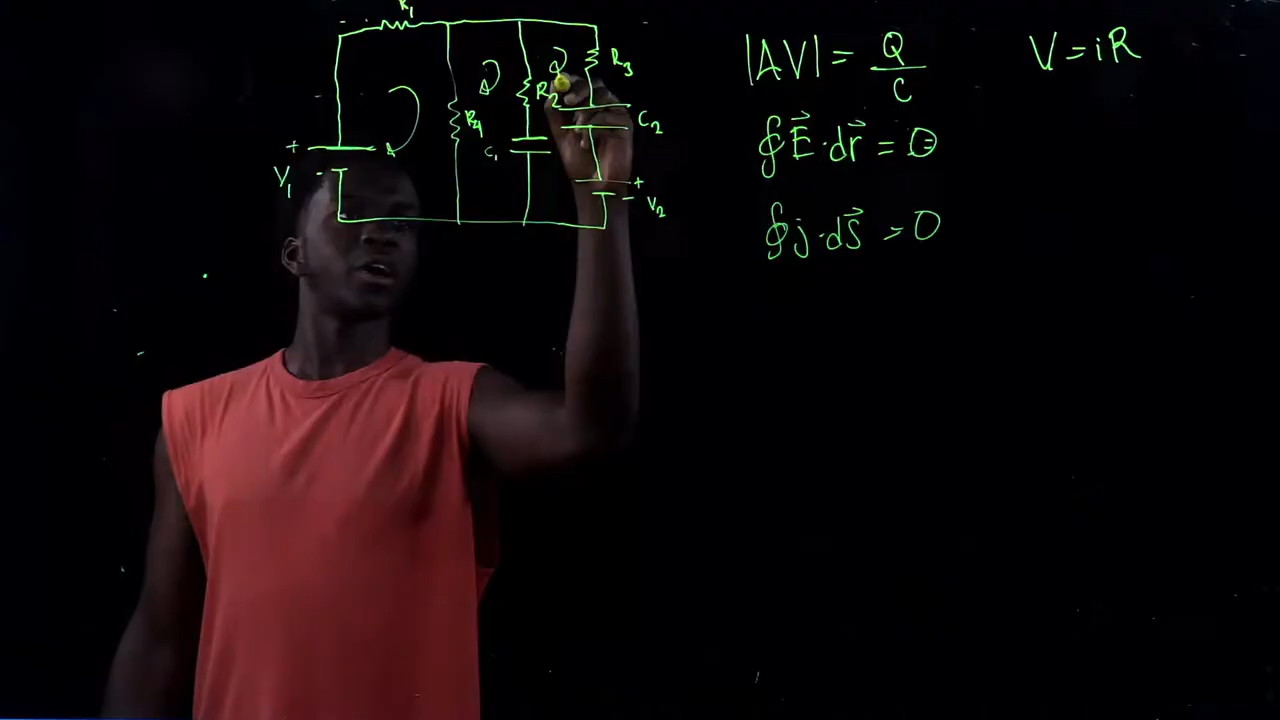 R1
R3
R2
R4
C2
C1
+
V1
-
+
- V2
|ΔV| = Q/C
V = iR
∮E⃗·dr⃗ = 0
∮j·dS⃗ = 0